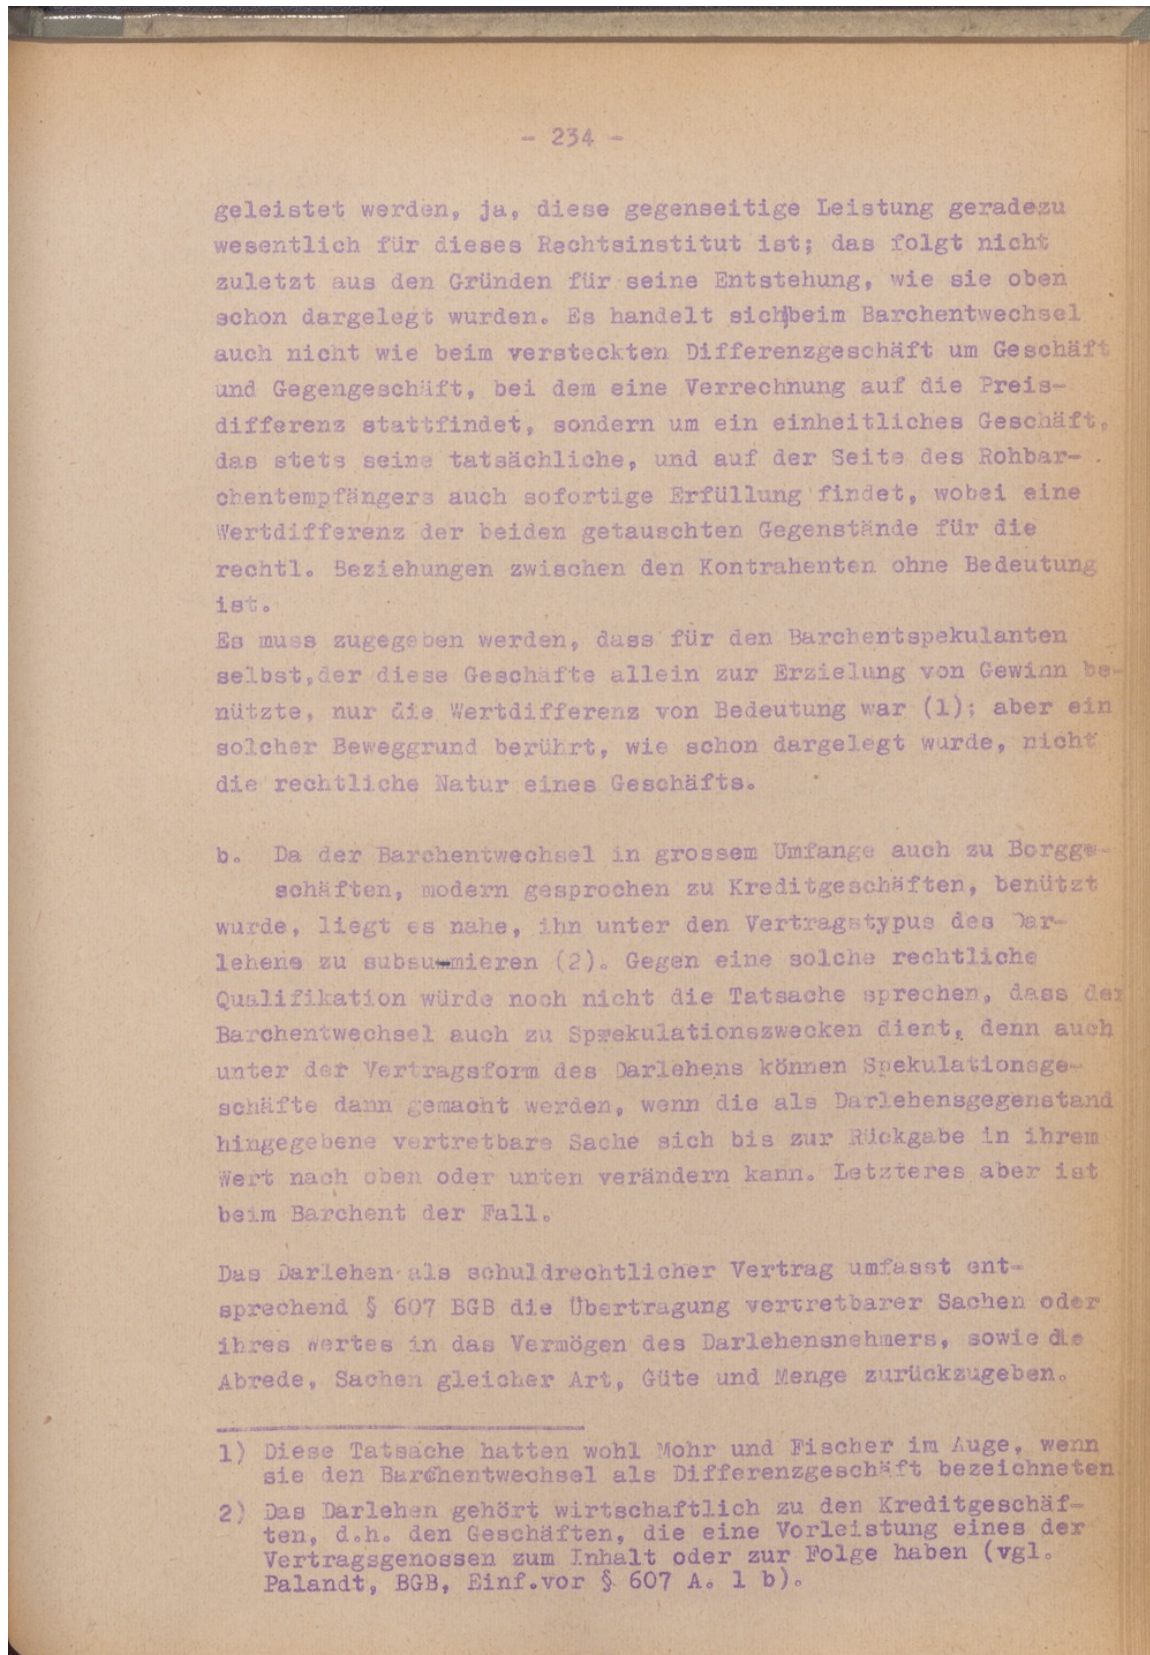 - 234 -
geleistet werden, ja, diese gegenseitige Leistung geradezu
wesentlich für dieses Rechtsinstitut ist; das folgt nicht
zuletzt aus den Gründen für seine Entstehung, wie sie oben
schon dargelegt wurden. Es handelt sich beim Barchentwechsel
auch nicht wie beim versteckten Differenzgeschäft um Geschäft
und Gegengeschäft, bei dem eine Verrechnung auf die Preis-
differenz stattfindet, sondern um ein einheitliches Geschäft,
das stets seine tatsächliche, und auf der Seite des Rohbar-
chentempfängers auch sofortige Erfüllung findet, wobei eine
Wertdifferenz der beiden getauschten Gegenstände für die
rechtl. Beziehungen zwischen den Kontrahenten ohne Bedeutung
ist.
Es muss zugegeben werden, dass für den Barchentspekulanten
selbst,der diese Geschäfte allein zur Erzielung von Gewinn be-
nützte, nur die Wertdifferenz von Bedeutung war (1); aber ein
solcher Beweggrund berührt, wie schon dargelegt wurde, nicht
die rechtliche Natur eines Geschäfts.
b. Da der Barchentwechsel in grossem Umfange auch zu Borgge-
schäften, modern gesprochen zu Kreditgeschäften, benützt
wurde, liegt es nahe, ihn unter den Vertragstypus des Dar-
lehens zu subsumieren (2). Gegen eine solche rechtliche
Qualifikation würde noch nicht die Tatsache sprechen, dass der
Barchentwechsel auch zu Spekulationszwecken dient, denn auch
unter der Vertragsform des Darlehens können Spekulationsge-
schäfte dann gemacht werden, wenn die als Darlehensgegenstand
hingegebene vertretbare Sache sich bis zur Rückgabe in ihrem
Wert nach oben oder unten verändern kann. Letzteres aber ist
beim Barchent der Fall.
Das Darlehen als schuldrechtlicher Vertrag umfasst ent-
sprechend § 607 BGB die Übertragung vertretbarer Sachen oder
ihres Wertes in das Vermögen des Darlehensnehmers, sowie die
Abrede, Sachen gleicher Art, Güte und Menge zurückzugeben.
1) Diese Tatsache hatten wohl Mohr und Fischer im Auge, wenn
sie den Barchentwechsel als Differenzgeschäft bezeichneten
2) Das Darlehen gehört wirtschaftlich zu den Kreditgeschäf-
ten, d.h. den Geschäften, die eine Vorleistung eines der
Vertragsgenossen zum Inhalt oder zur Folge haben (vgl.
Palandt, BGB, Einf.vor § 607 A. 1 b).